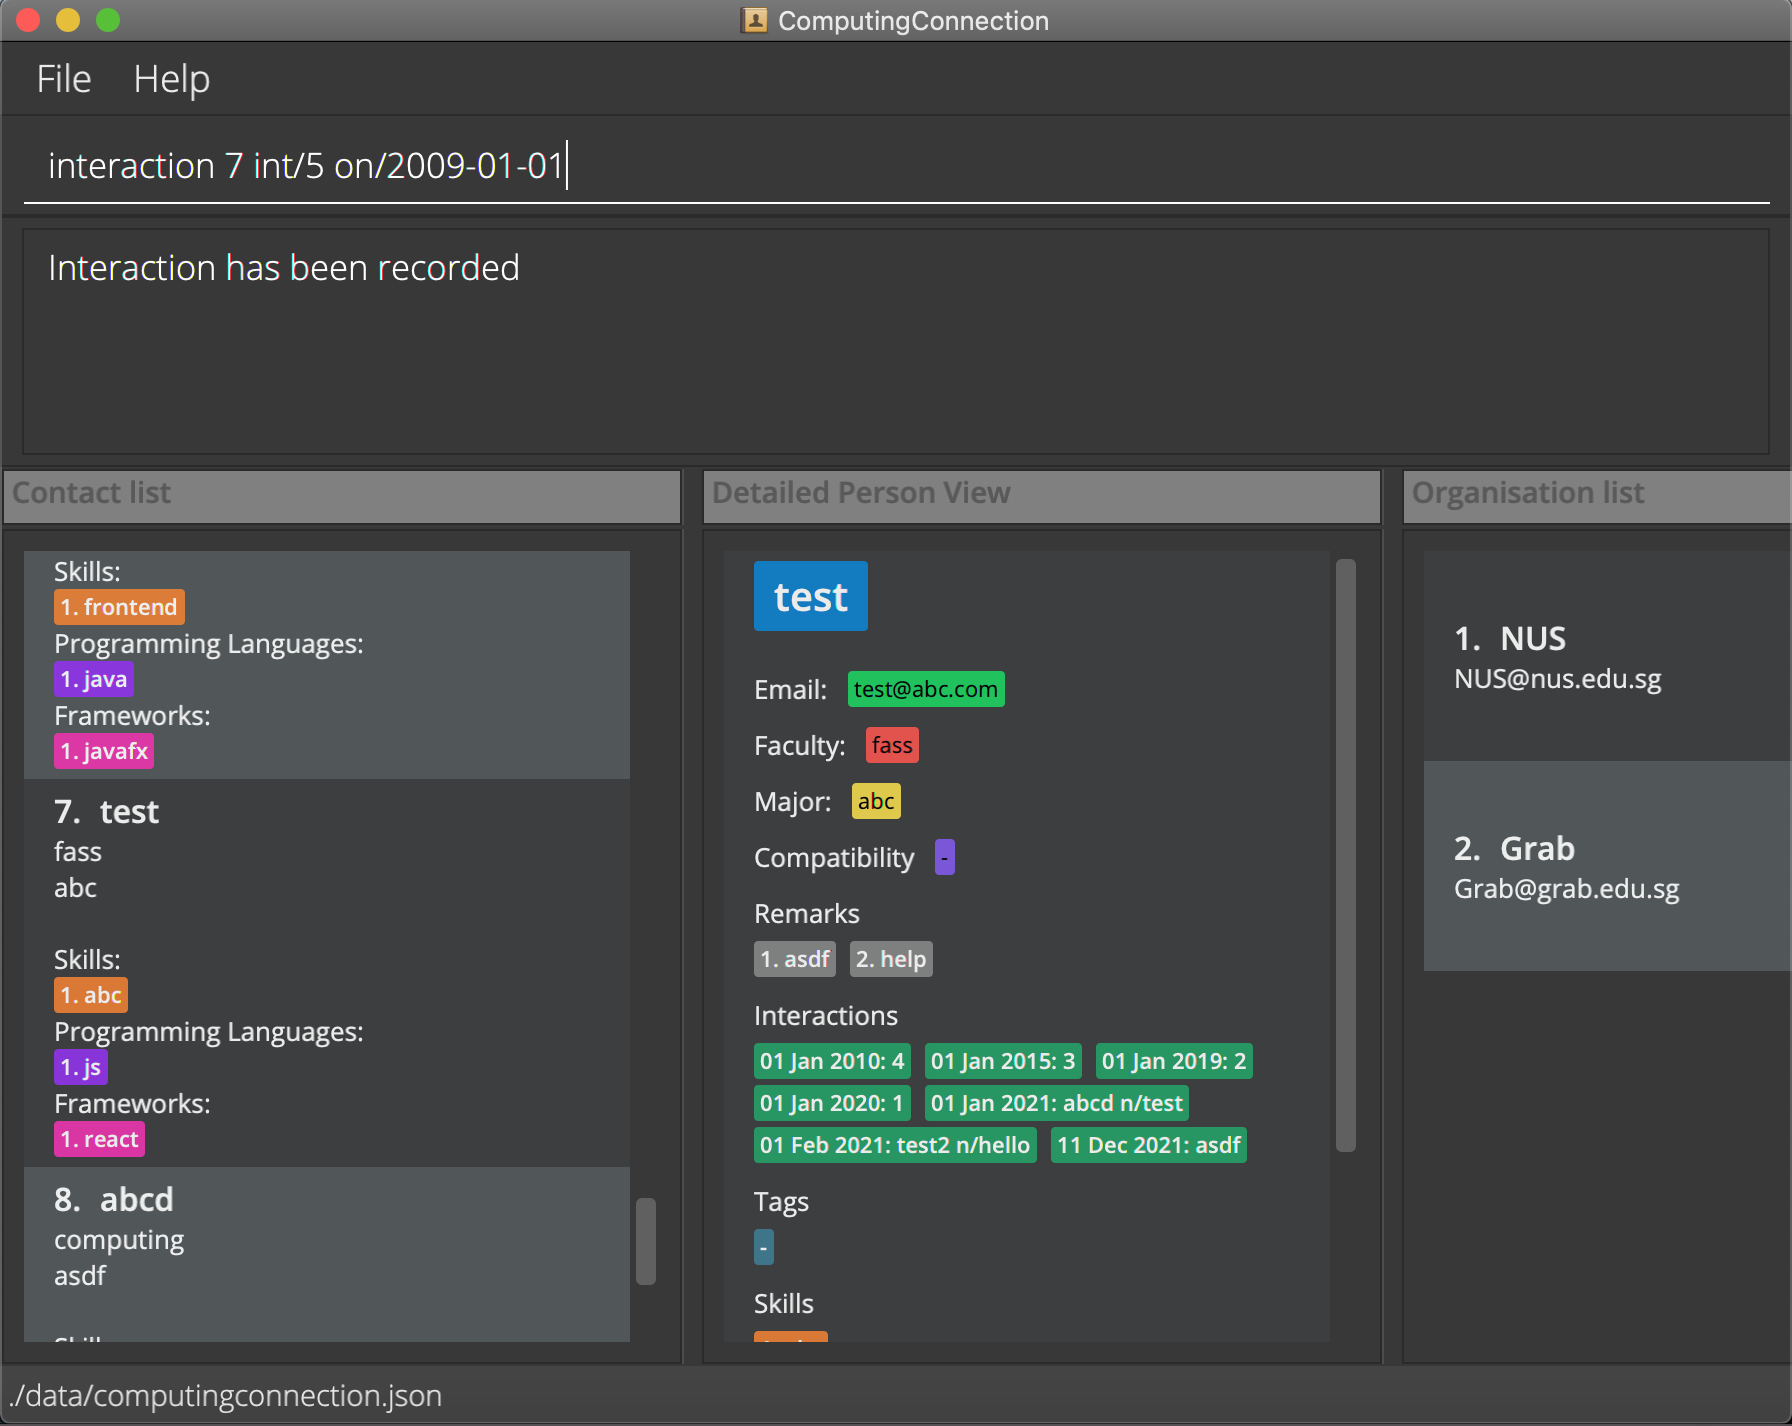 ComputingConnection
File Help
interaction 7 int/5 on/2009-01-01
Interaction has been recorded
Contact list
Skills:
1. frontend
Programming Languages:
1. java
Frameworks:
1. javafx
7. test
fass
abc
Skills:
1. abc
Programming Languages:
1. js
Frameworks:
1. react
8. abcd
computing
asdf
Detailed Person View
test
Email: test@abc.com
Faculty: fass
Major: abc
Compatibility -
Remarks
1. asdf 2. help
Interactions
01 Jan 2010: 4 01 Jan 2015: 3 01 Jan 2019: 2
01 Jan 2020: 1 01 Jan 2021: abcd n/test
01 Feb 2021: test2 n/hello 11 Dec 2021: asdf
Tags
-
Skills
Organisation list
1. NUS
NUS@nus.edu.sg
2. Grab
Grab@grab.edu.sg
./data/computingconnection.json